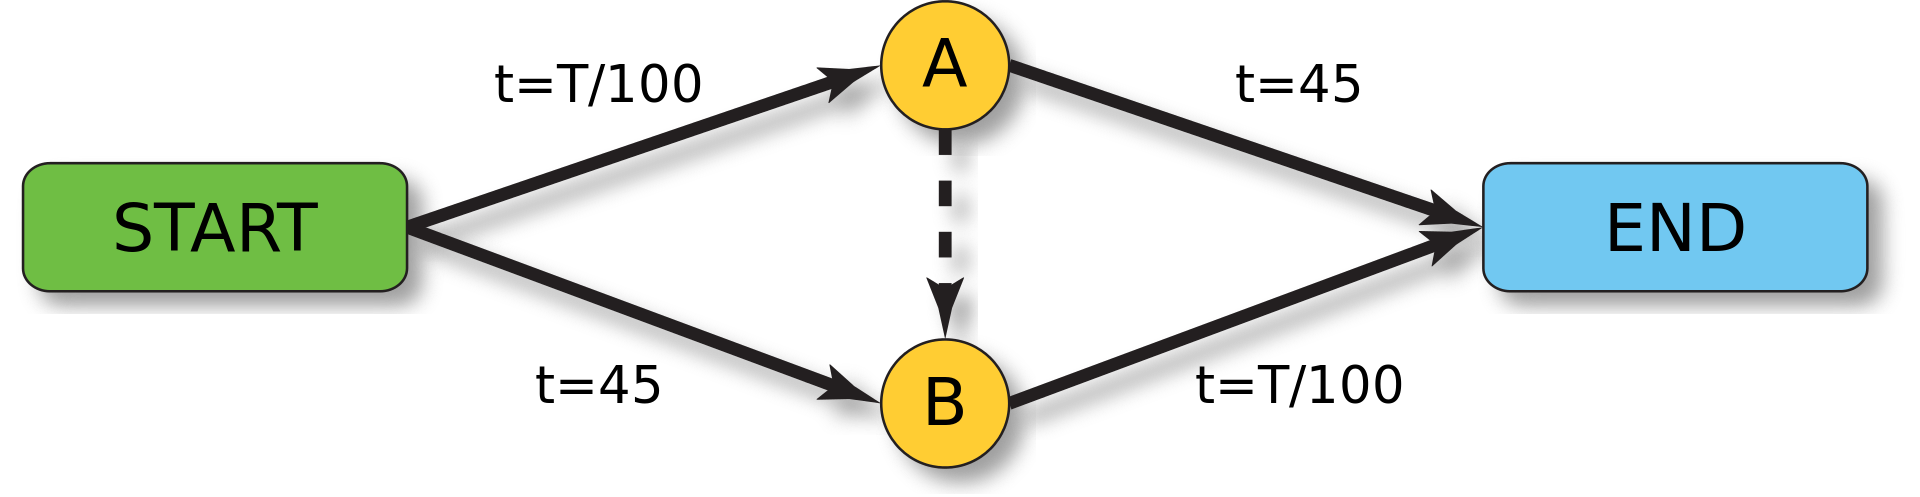 A
t=T/100
t=45
START
END
t=45
t=T/100
B